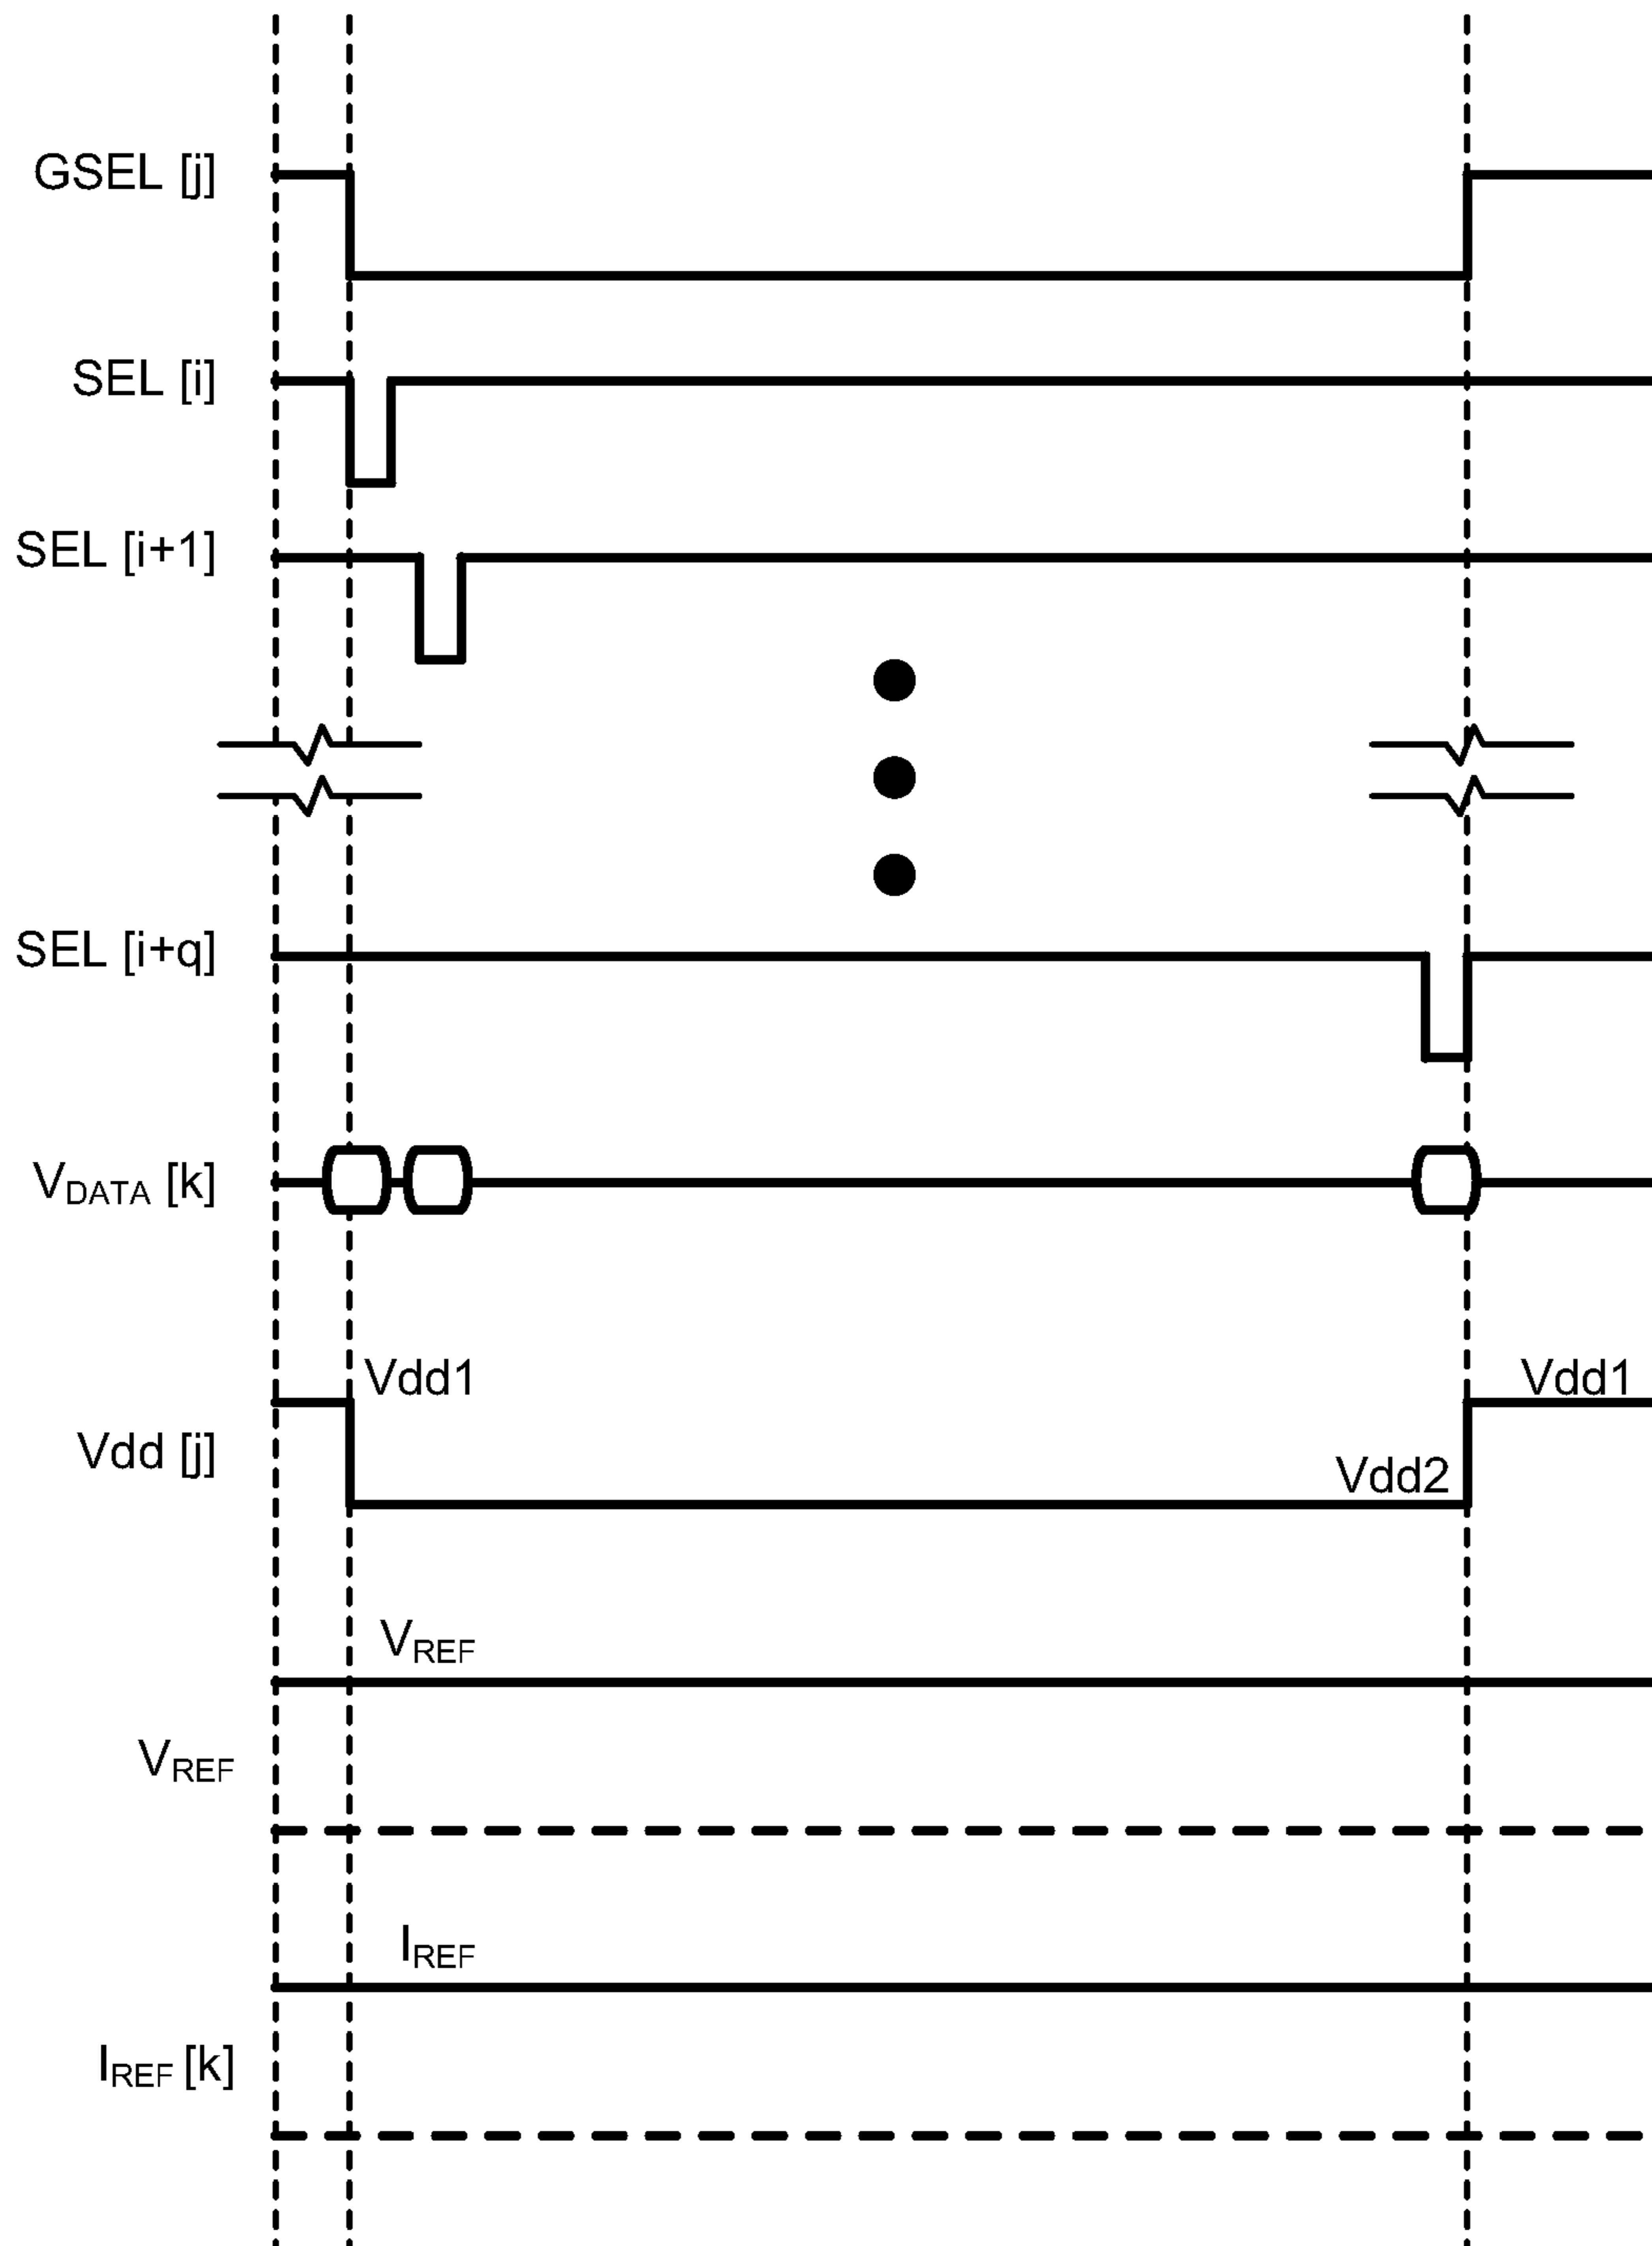 GSEL [j]
SEL [i]
SEL [i+1]
SEL [i+q]
VDATA [k]
Vdd1
Vdd1
Vdd [j]
Vdd2
VREF
VREF
IREF
IREF [k]